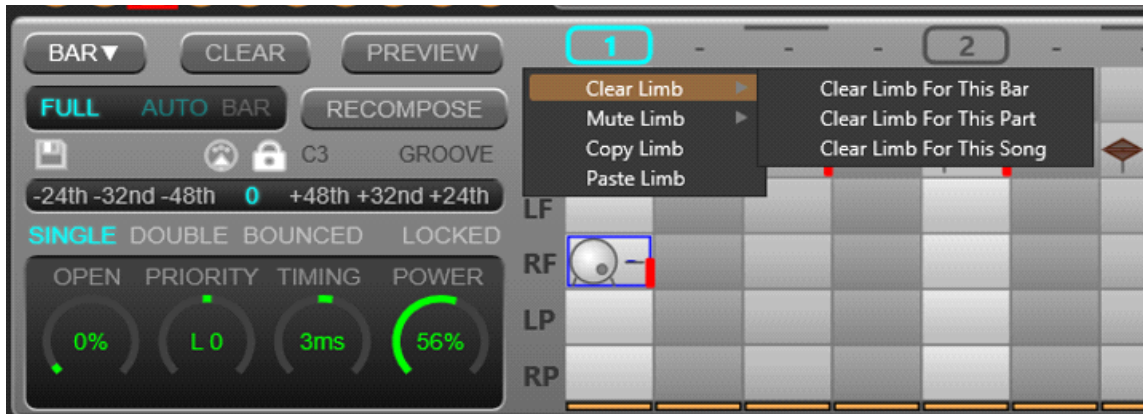 BAR▼ CLEAR PREVIEW
FULL AUTO BAR RECOMPOSE
C3 GROOVE
-24th -32nd -48th 0 +48th +32nd +24th
SINGLE DOUBLE BOUNCED LOCKED
OPEN PRIORITY TIMING POWER
0% L 0 3ms 56%
1 - - - 2 -
Clear Limb
Mute Limb
Copy Limb
Paste Limb
Clear Limb For This Bar
Clear Limb For This Part
Clear Limb For This Song
LF
RF
LP
RP